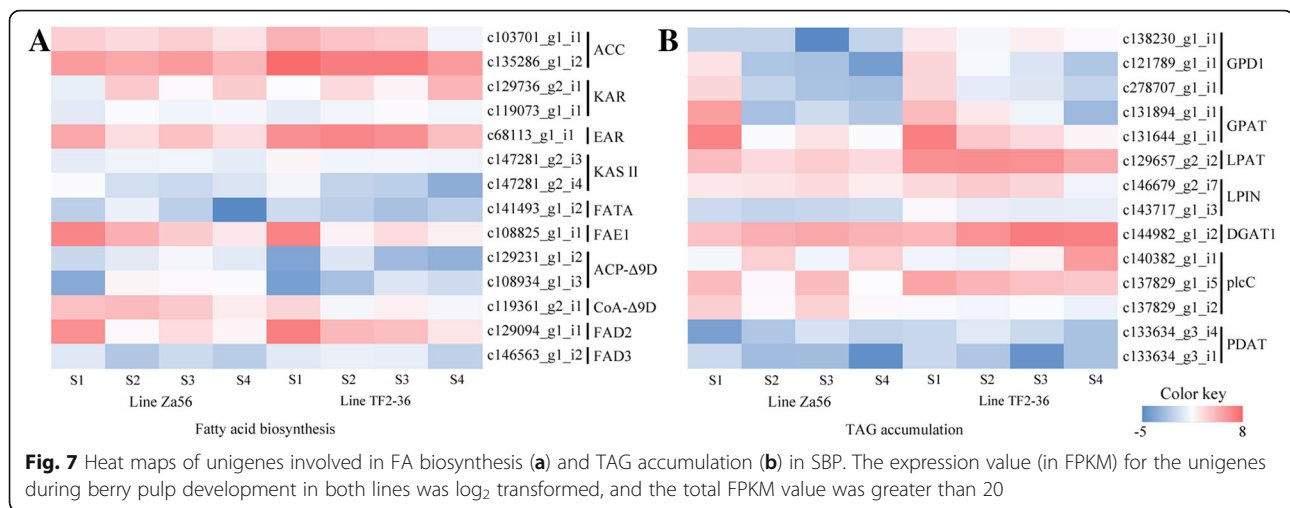 A
c103701_g1_i1
ACC
c135286_g1_i2
c129736_g2_i1
KAR
c119073_g1_i1
c68113_g1_i1
EAR
c147281_g2_i3
KAS II
c147281_g2_i4
c141493_g1_i2
FATA
c108825_g1_i1
FAE1
c129231_g1_i2
ACP-Δ9D
c108934_g1_i3
c119361_g2_i1
CoA-Δ9D
c129094_g1_i1
FAD2
c146563_g1_i2
FAD3
S1 S2 S3 S4 S1 S2 S3 S4
Line Za56 Line TF2-36
Fatty acid biosynthesis
B
c138230_g1_i1
c121789_g1_i1
GPD1
c278707_g1_i1
c131894_g1_i1
GPAT
c131644_g1_i1
c129657_g2_i2
LPAT
c146679_g2_i7
LPIN
c143717_g1_i3
c144982_g1_i2
DGAT1
c140382_g1_i1
c137829_g1_i5
plcC
c137829_g1_i2
c133634_g3_i4
PDAT
c133634_g3_i1
S1 S2 S3 S4 S1 S2 S3 S4
Line Za56 Line TF2-36
TAG accumulation
Color key
-5 8
Fig. 7 Heat maps of unigenes involved in FA biosynthesis (a) and TAG accumulation (b) in SBP. The expression value (in FPKM) for the unigenes
during berry pulp development in both lines was log2 transformed, and the total FPKM value was greater than 20